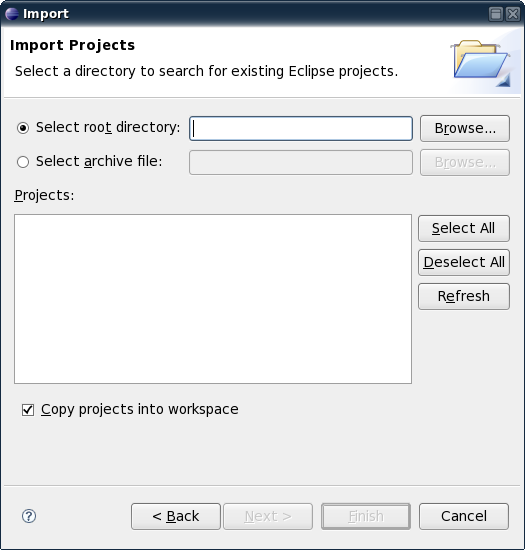 Import
Import Projects
Select a directory to search for existing Eclipse projects.
Select root directory:
Browse...
Select archive file:
Browse...
Projects:
Select All
Deselect All
Refresh
Copy projects into workspace
?
< Back
Next >
Finish
Cancel